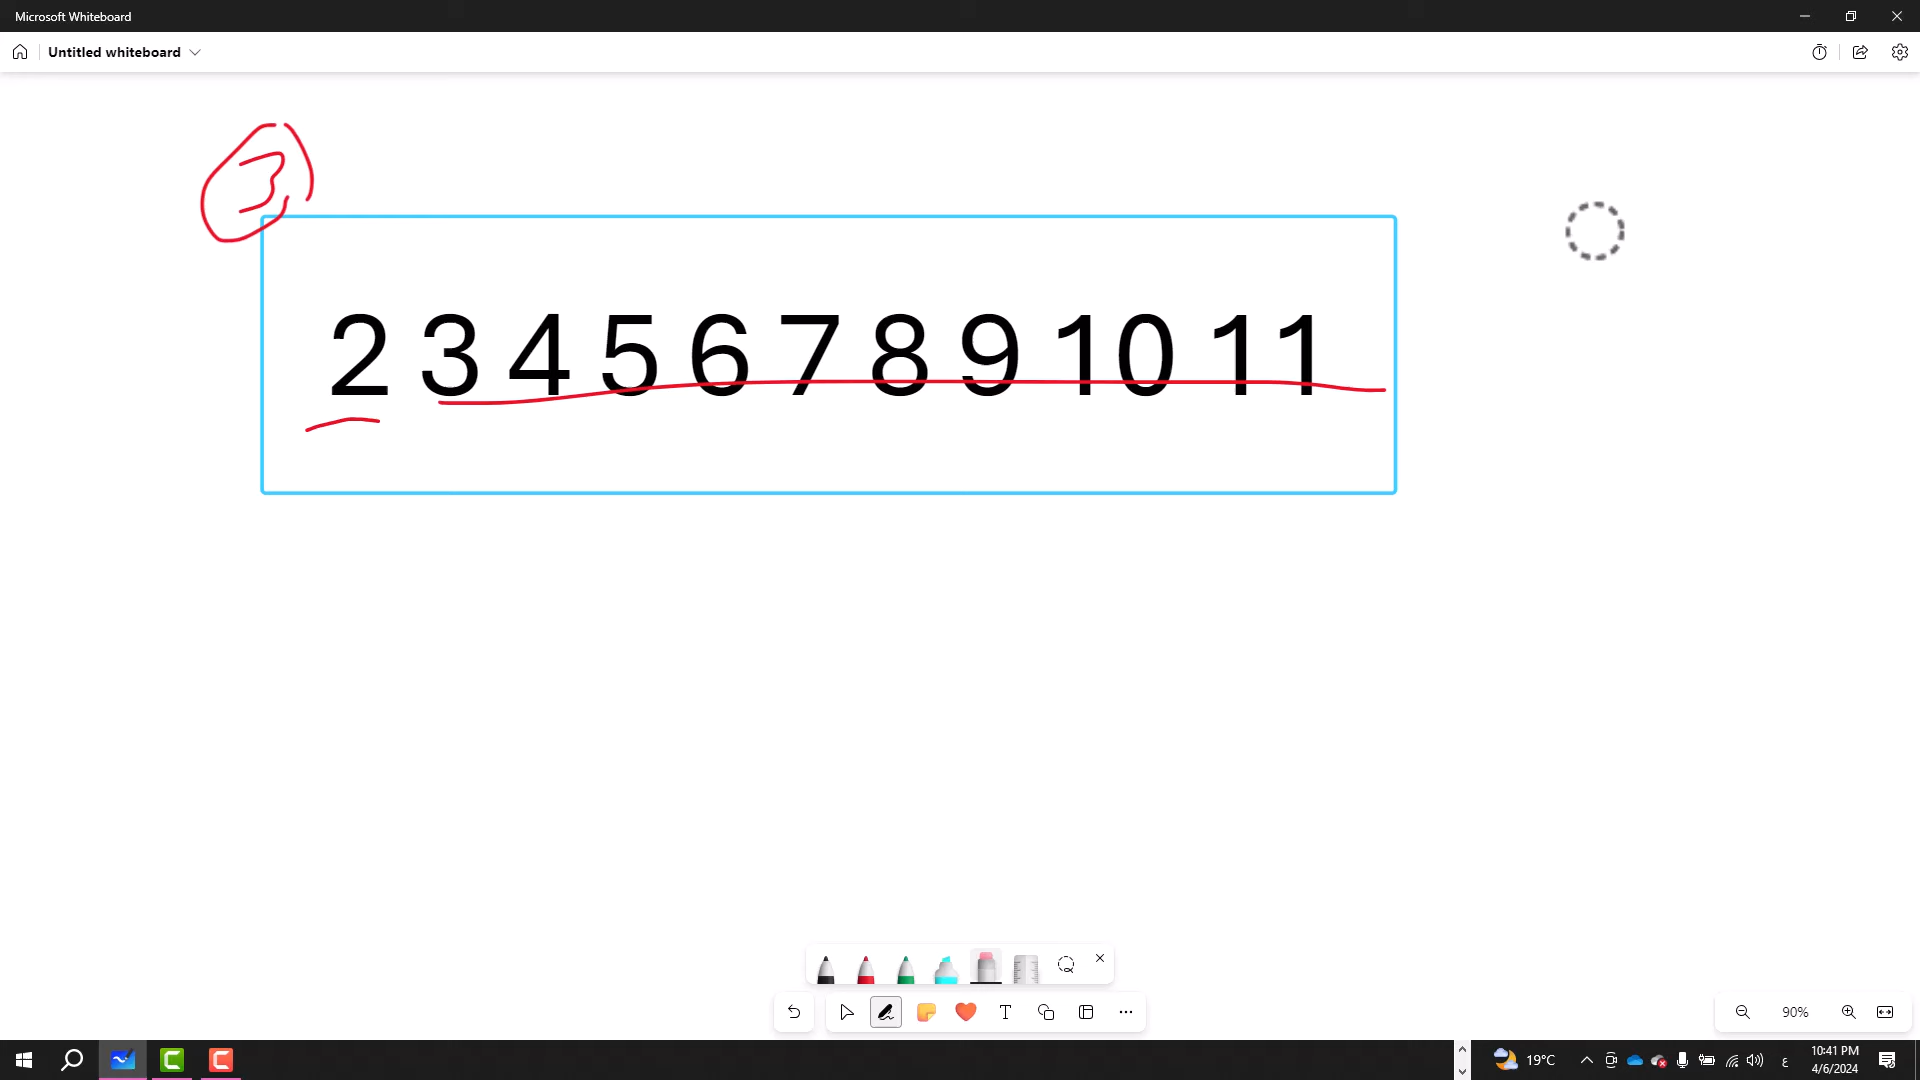 Microsoft Whiteboard
Untitled whiteboard
3
2 3 4 5 6 7 8 9 10 11
90%
19°C
ع
10:41 PM
4/6/2024